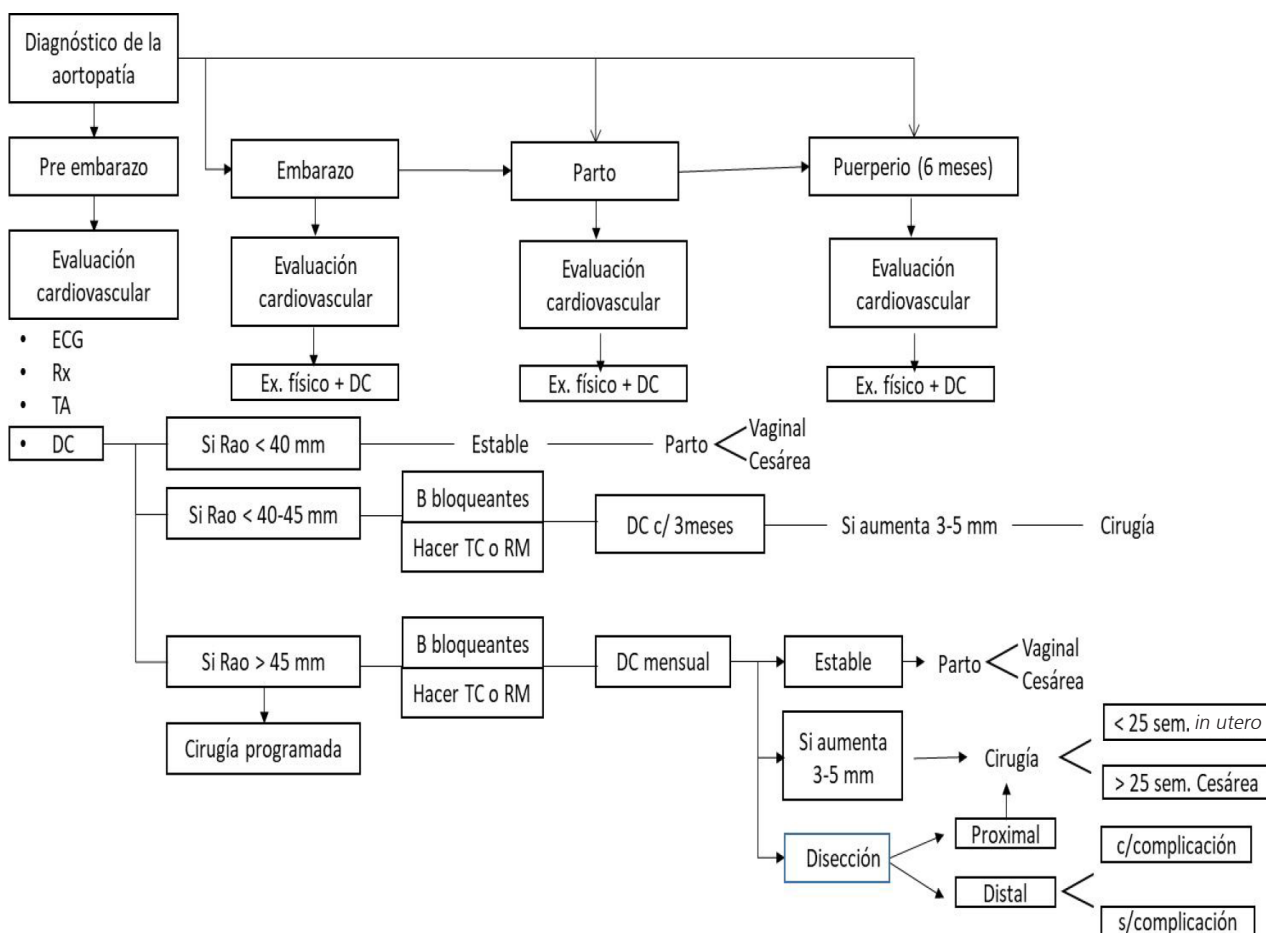 Diagnóstico de la
aortopatía
Pre embarazo
Embarazo
Parto
Puerperio (6 meses)
Evaluación
cardiovascular
Evaluación
cardiovascular
Evaluación
cardiovascular
Evaluación
cardiovascular
• ECG
• Rx
• TA
• DC
Ex. físico + DC
Ex. físico + DC
Ex. físico + DC
Si Rao < 40 mm
Estable
Parto
Vaginal
Cesárea
Si Rao < 40-45 mm
B bloqueantes
Hacer TC o RM
DC c/ 3meses
Si aumenta 3-5 mm
Cirugía
Si Rao > 45 mm
B bloqueantes
Hacer TC o RM
DC mensual
Estable
Parto
Vaginal
Cesárea
Cirugía programada
Si aumenta
3-5 mm
Cirugía
< 25 sem. in utero
> 25 sem. Cesárea
Disección
Proximal
Distal
c/complicación
s/complicación